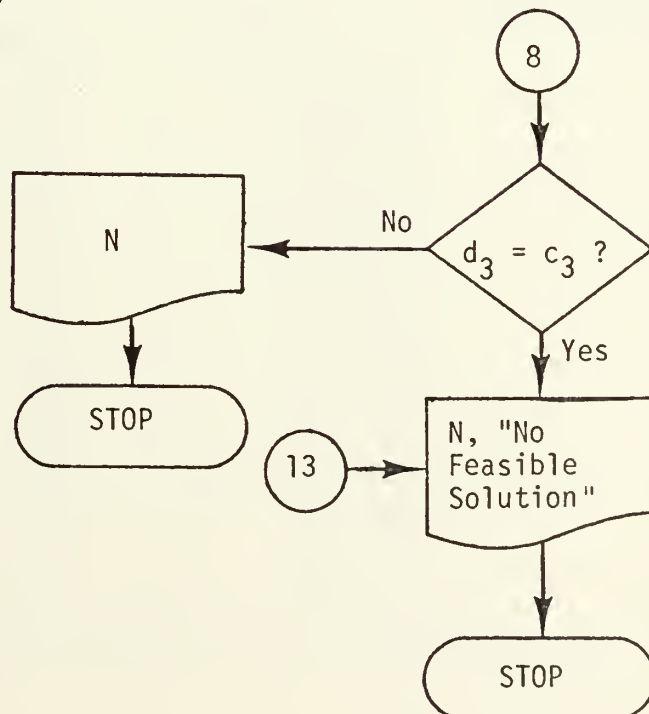 8
d₃ = c₃ ?
No
N
STOP
Yes
13
N, "No
Feasible
Solution"
STOP